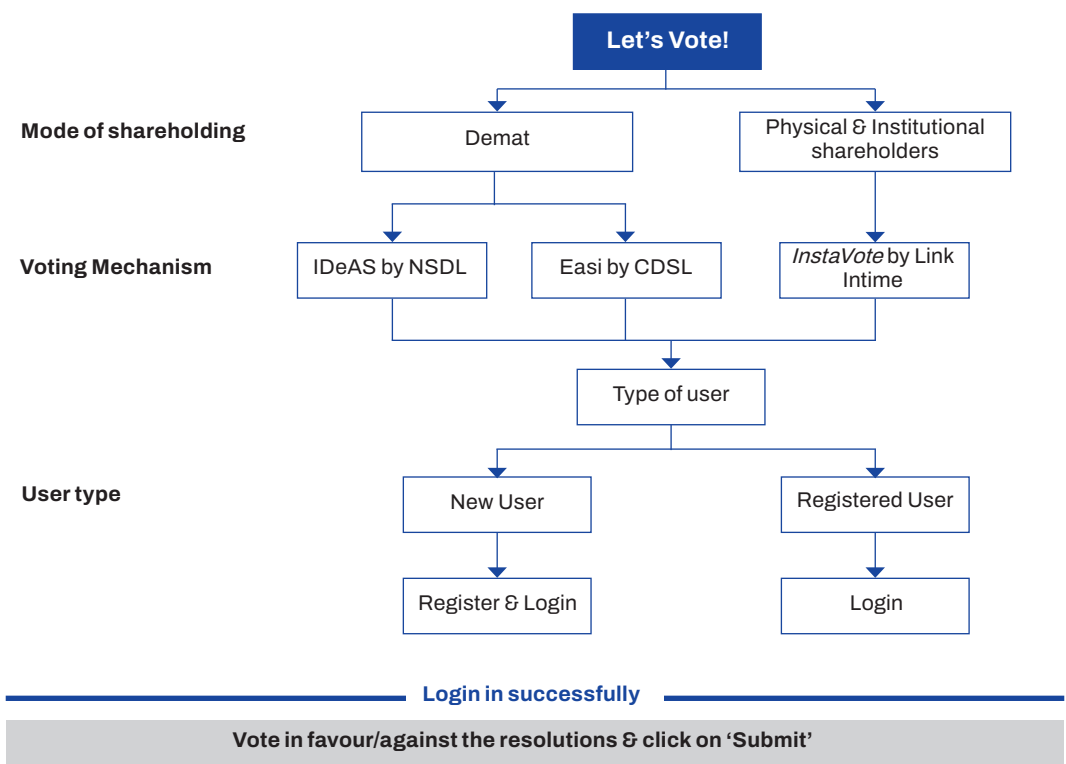 Let's Vote!
Mode of shareholding
Demat
Physical & Institutional
shareholders
Voting Mechanism
IDeAS by NSDL
Easi by CDSL
InstaVote by Link
Intime
Type of user
User type
New User
Registered User
Register & Login
Login
Login in successfully
Vote in favour/against the resolutions & click on ‘Submit’